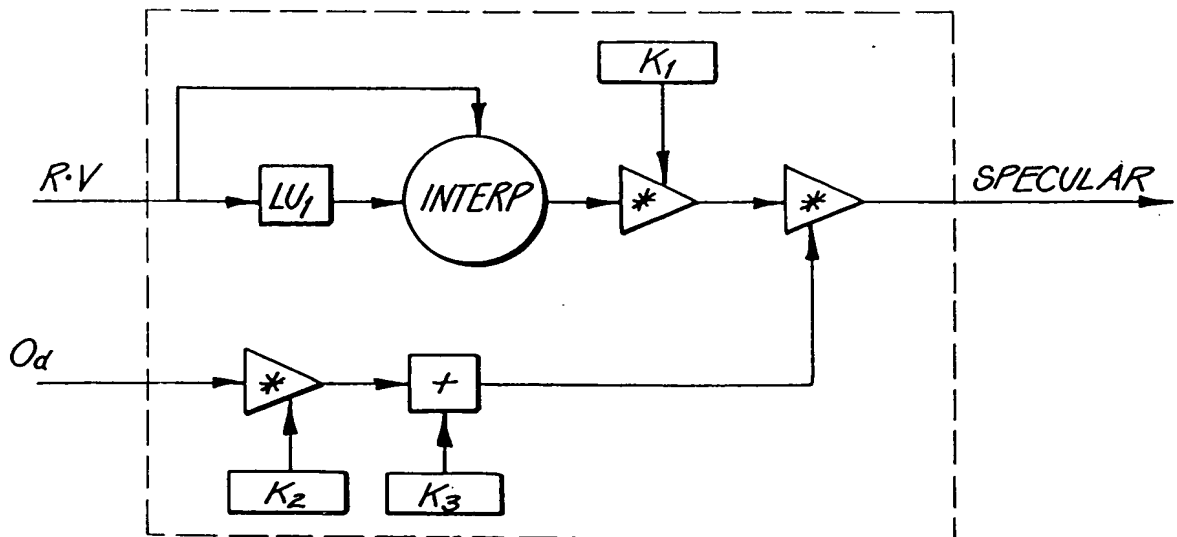 K₁
R·V
LU₁
INTERP
*
*
SPECULAR
Od
*
+
K₂
K₃